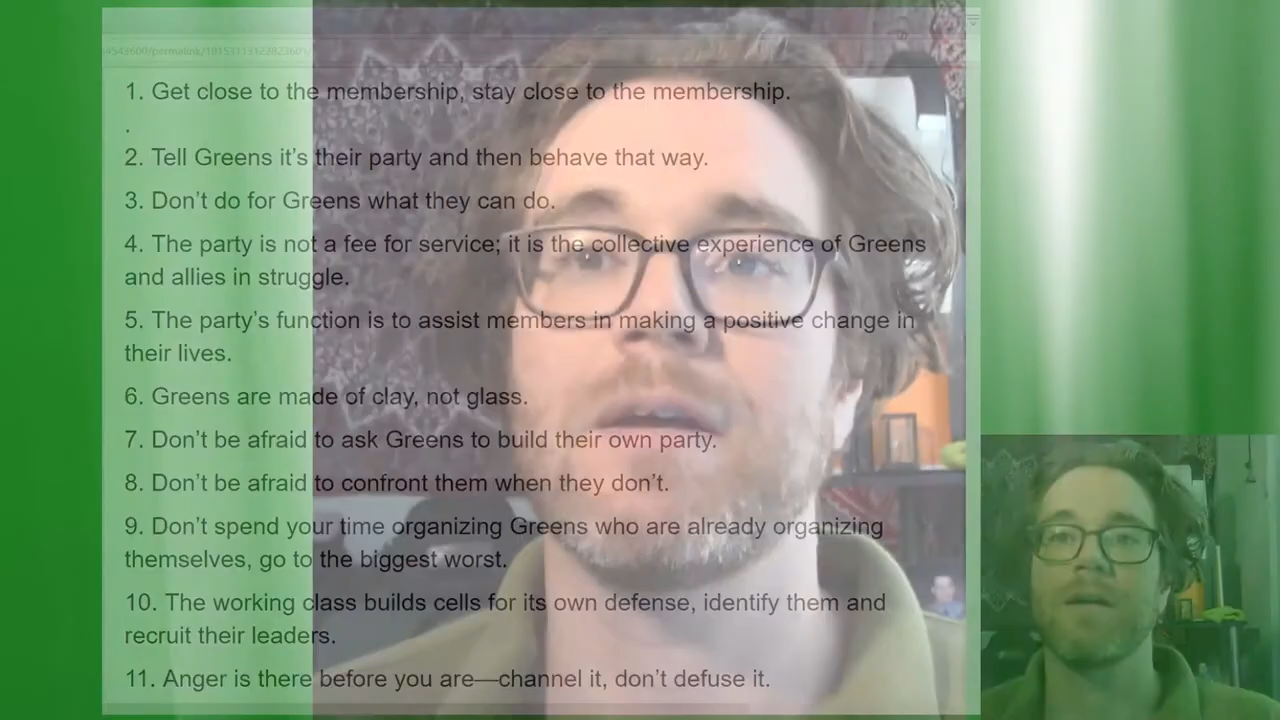 1. Get close to the membership, stay close to the membership.
.
2. Tell Greens it's their party and then behave that way.
3. Don't do for Greens what they can do.
4. The party is not a fee for service; it is the collective experience of Greens
and allies in struggle.
5. The party's function is to assist members in making a positive change in
their lives.
6. Greens are made of clay, not glass.
7. Don't be afraid to ask Greens to build their own party.
8. Don't be afraid to confront them when they don't.
9. Don't spend your time organizing Greens who are already organizing
themselves, go to the biggest worst.
10. The working class builds cells for its own defense, identify them and
recruit their leaders.
11. Anger is there before you are—channel it, don't defuse it.